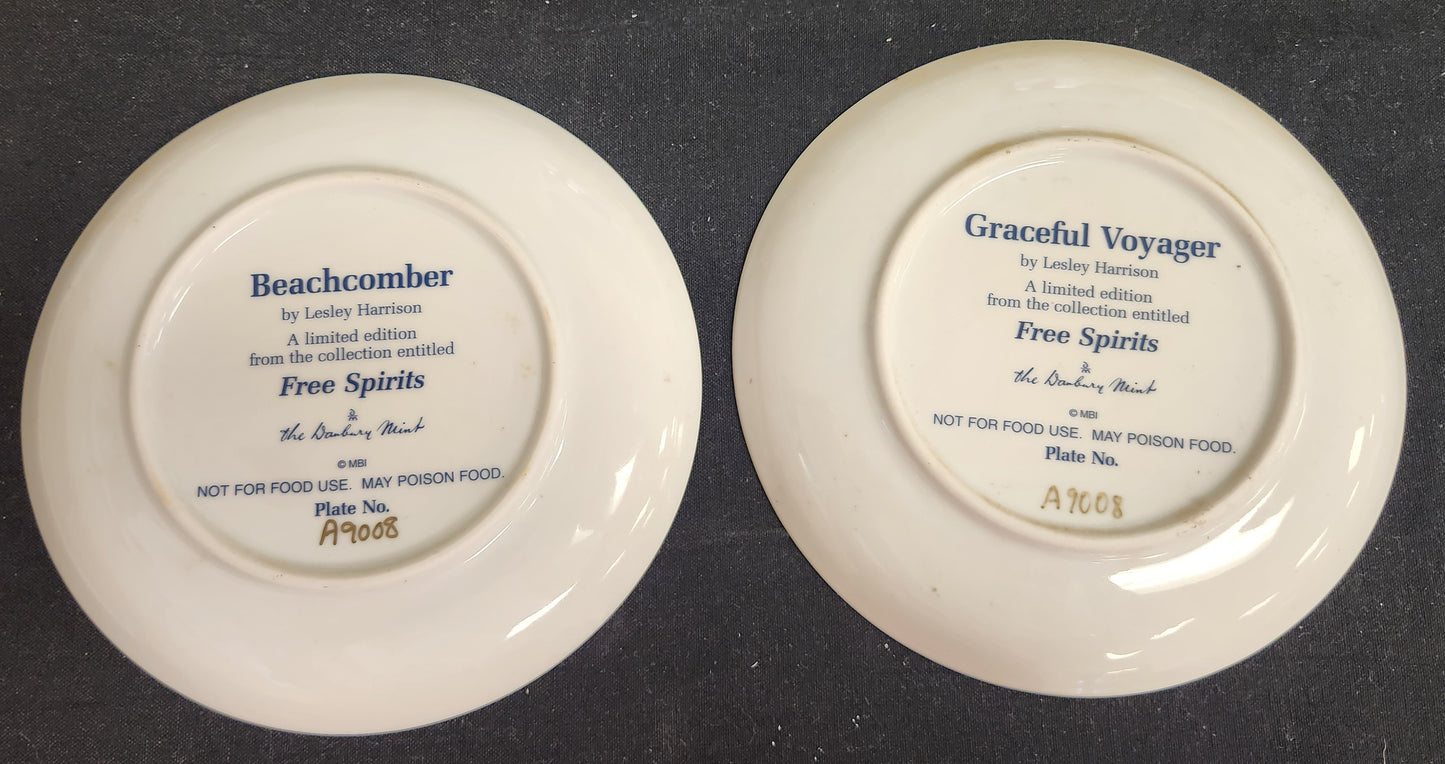 Beachcomber
by Lesley Harrison
A limited edition
from the collection entitled
Free Spirits
the Danbury Mint
© MBI
NOT FOR FOOD USE. MAY POISON FOOD.
Plate No.
A9008
Graceful Voyager
by Lesley Harrison
A limited edition
from the collection entitled
Free Spirits
the Danbury Mint
© MBI
NOT FOR FOOD USE. MAY POISON FOOD.
Plate No.
A9008